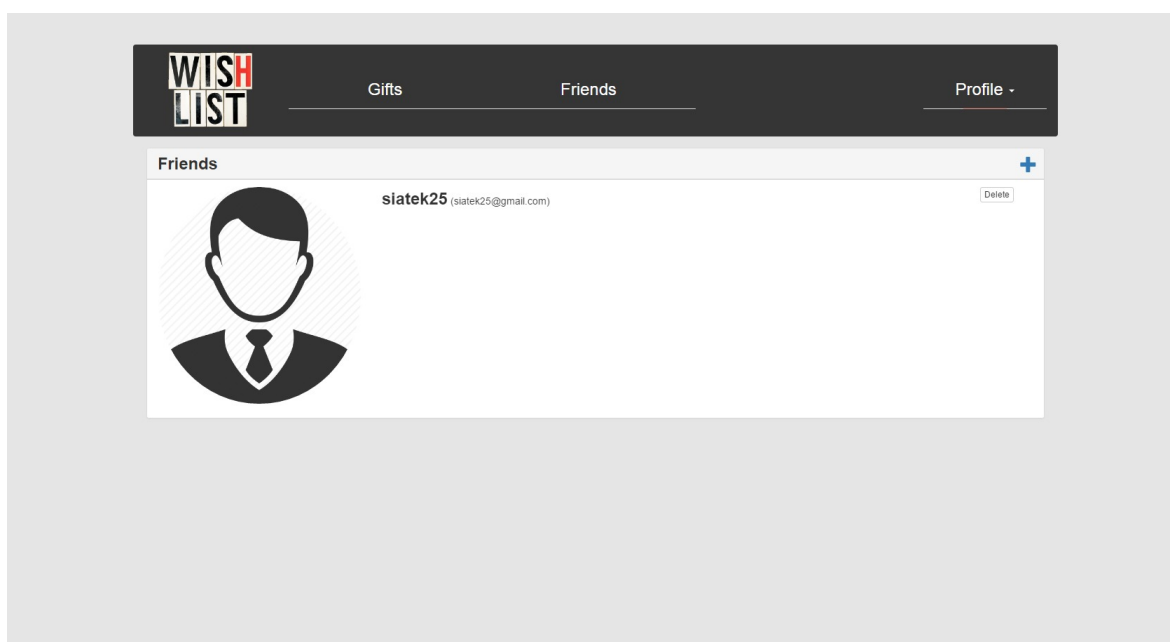 WISH
LIST
Gifts
Friends
Profile
Friends
siatek25 (siatek25@gmail.com)
Delete